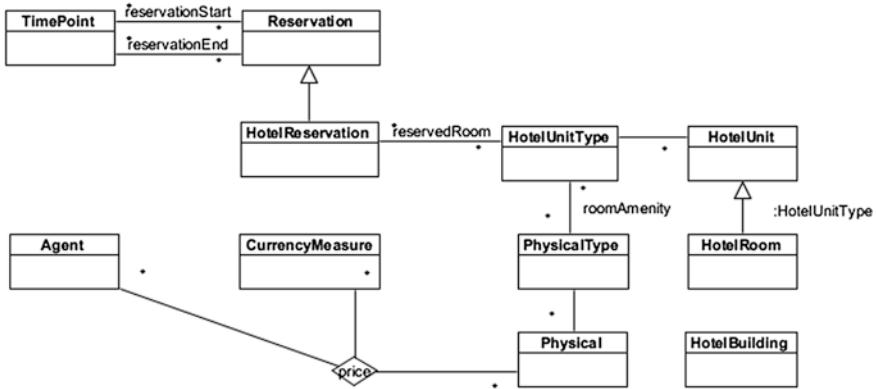 TimePoint
* reservationStart *
Reservation
* reservationEnd *
HotelReservation
* reservedRoom *
HotelUnitType
*
HotelUnit
* roomAmenity *
:HotelUnitType
Agent
*
CurrencyMeasure
*
PhysicalType
HotelRoom
*
Physical
HotelBuilding
price
*